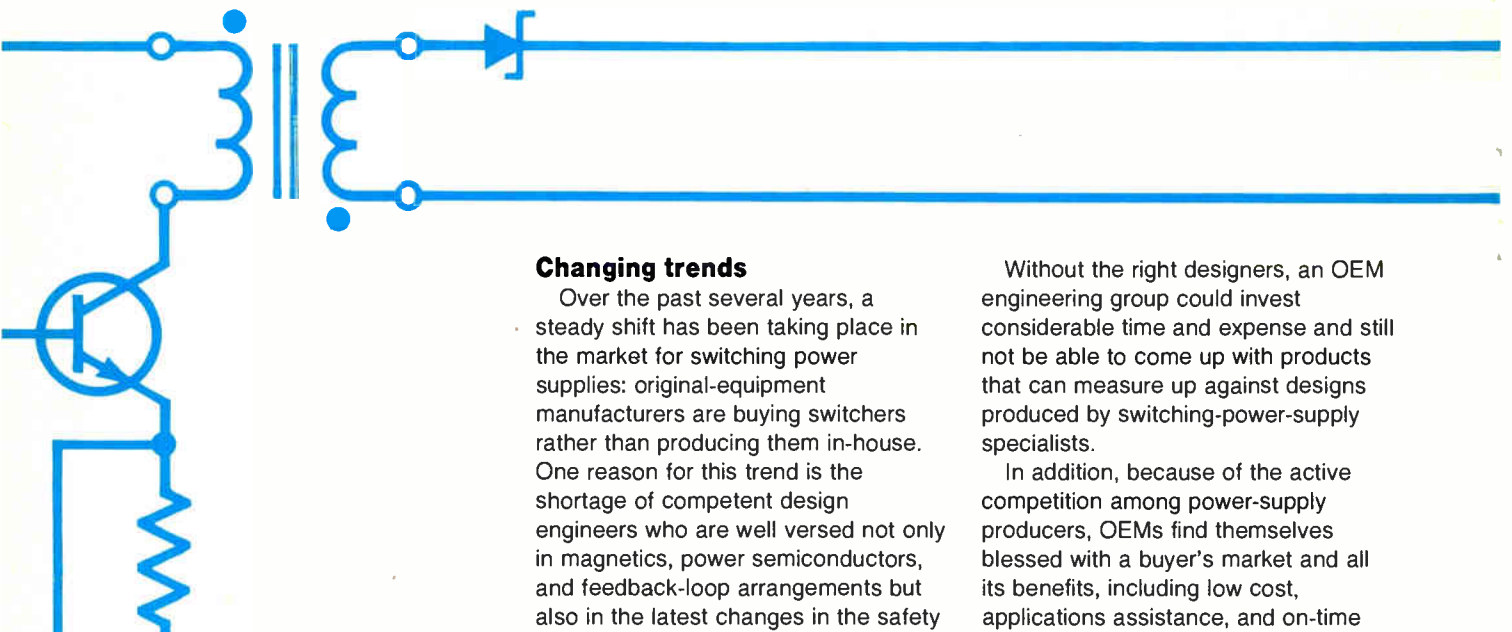 Changing trends
Over the past several years, a
steady shift has been taking place in
the market for switching power
supplies: original-equipment
manufacturers are buying switchers
rather than producing them in-house.
One reason for this trend is the
shortage of competent design
engineers who are well versed not only
in magnetics, power semiconductors,
and feedback-loop arrangements but
also in the latest changes in the safety
Without the right designers, an OEM
engineering group could invest
considerable time and expense and still
not be able to come up with products
that can measure up against designs
produced by switching-power-supply
specialists.
In addition, because of the active
competition among power-supply
producers, OEMs find themselves
blessed with a buyer's market and all
its benefits, including low cost,
applications assistance, and on-time